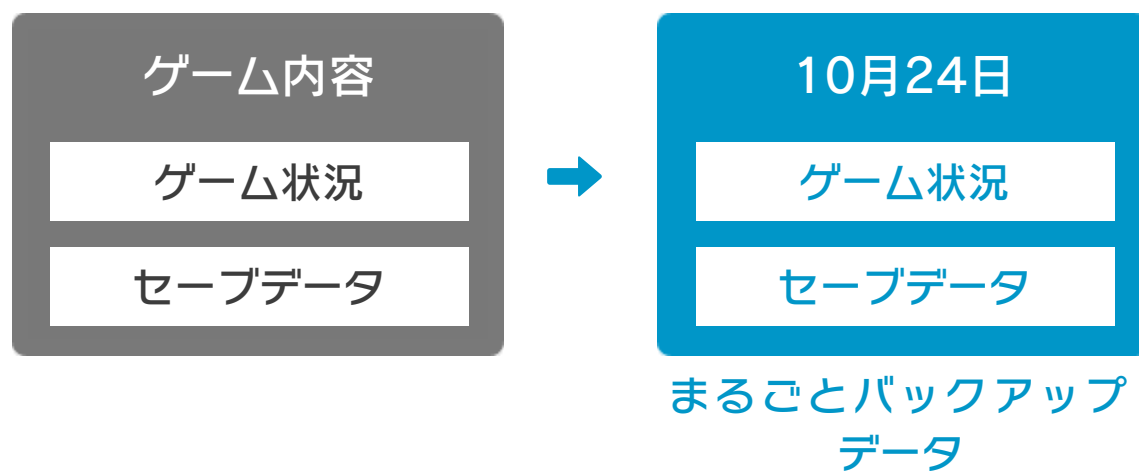 ゲーム内容
ゲーム状況
セーブデータ
10月24日
ゲーム状況
セーブデータ
まるごとバックアップ
データ